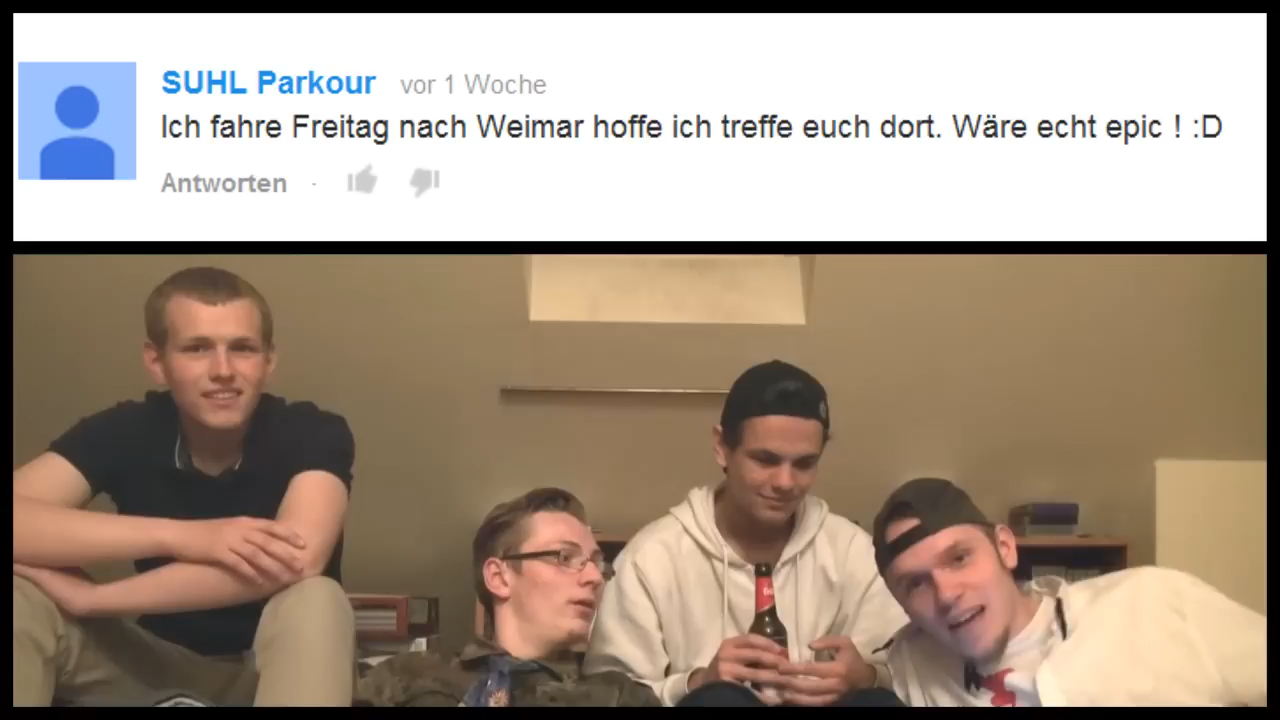 SUHL Parkour vor 1 Woche
Ich fahre Freitag nach Weimar hoffe ich treffe euch dort. Wäre echt epic ! :D
Antworten ·